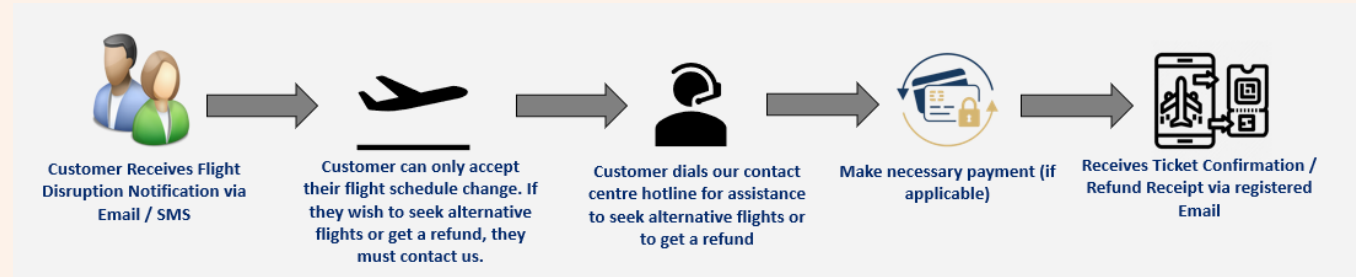 Customer Receives Flight
Disruption Notification via
Email / SMS
Customer can only accept
their flight schedule change. If
they wish to seek alternative
flights or get a refund, they
must contact us.
Customer dials our contact
centre hotline for assistance
to seek alternative flights or
to get a refund
Make necessary payment (if
applicable)
Receives Ticket Confirmation /
Refund Receipt via registered
Email